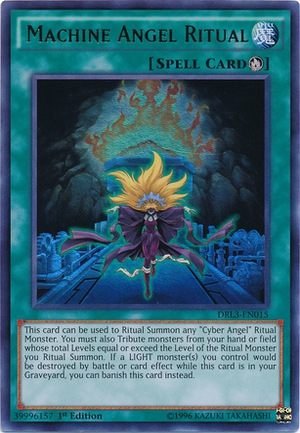 MACHINE ANGEL RITUAL
[SPELL CARD]
DRL3-EN015
This card can be used to Ritual Summon any "Cyber Angel" Ritual
Monster. You must also Tribute monsters from your hand or field
whose total Levels equal or exceed the Level of the Ritual Monster
you Ritual Summon. If a LIGHT monster(s) you control would
be destroyed by battle or card effect while this card is in your
Graveyard, you can banish this card instead.
39996157 1st Edition ©1996 KAZUKI TAKAHASHI